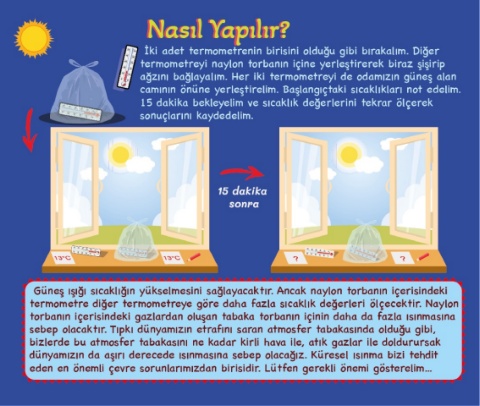 Nasıl Yapılır?
İki adet termometrenin birisini olduğu gibi bırakalım. Diğer
termometreyi naylon torbanın içine yerleştirerek biraz şişirip
ağzını bağlayalım. Her iki termometreyi de odamızın güneş alan
camının önüne yerleştirelim. Başlangıçtaki sıcaklıkları not edelim.
15 dakika bekleyelim ve sıcaklık değerlerini tekrar ölçerek
sonuçlarını kaydedelim.
15 dakika
sonra
13°C
13°C
?
?
Güneş ışığı sıcaklığın yükselmesini sağlayacaktır. Ancak naylon torbanın içerisindeki
termometre diğer termometreye göre daha fazla sıcaklık değerleri ölçecektir. Naylon
torbanın içerisindeki gazlardan oluşan tabaka torbanın içinin daha da fazla ısınmasına
sebep olacaktır. Tıpkı dünyamızın etrafını saran atmosfer tabakasında olduğu gibi,
bizlerde bu atmosfer tabakasını ne kadar kirli hava ile, atık gazlar ile doldurursak
dünyamızın da aşırı derecede ısınmasına sebep olacağız. Küresel ısınma bizi tehdit
eden en önemli çevre sorunlarımızdan birisidir. Lütfen gerekli önemi gösterelim...